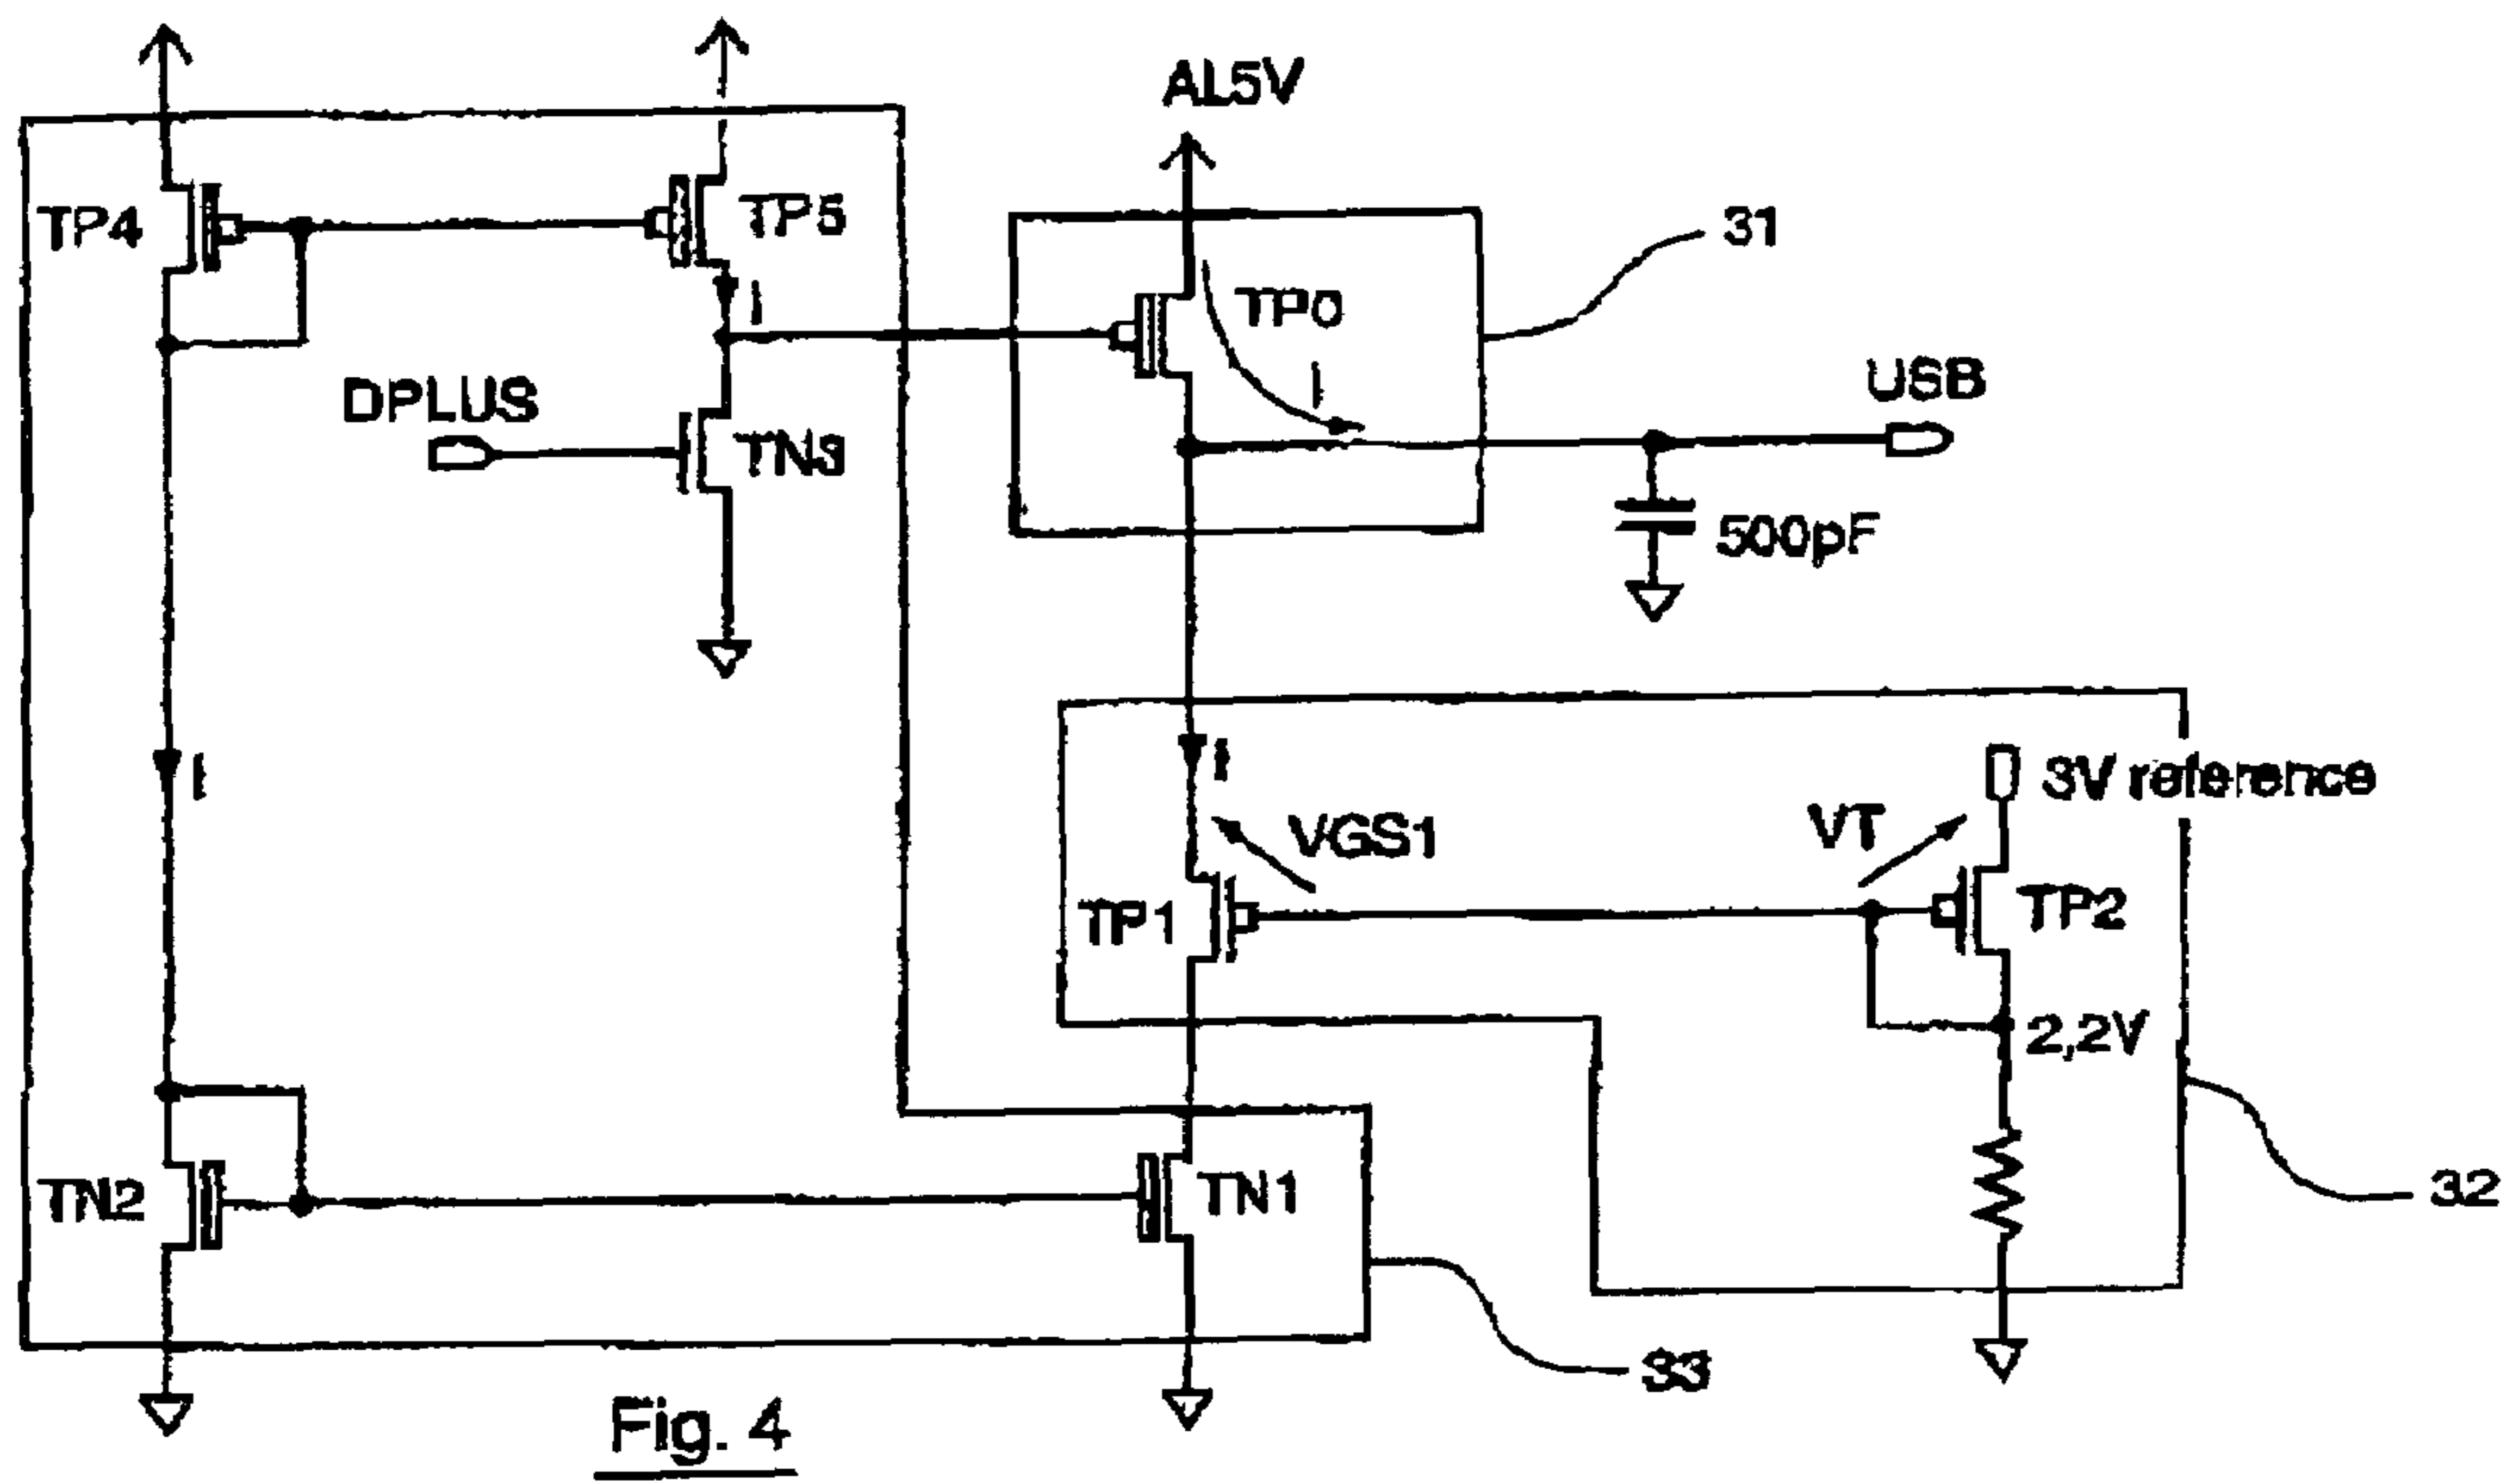 AL5V
TP4
TP5
I
TP0
31
I
USB
DPLUS
TN3
500pF
I
I
3V reference
VGS1
VT
TP1
TP2
2,2V
TN2
TN1
32
33
Fig. 4